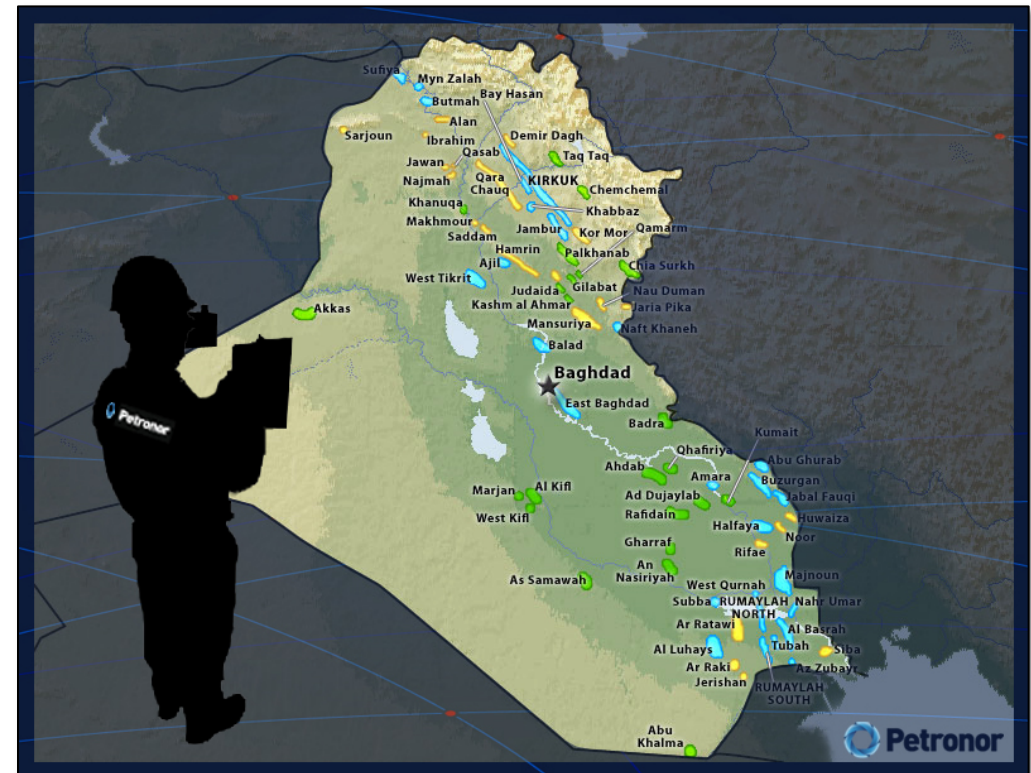 Sufiya
Myn Zalah
Bay Hasan
Butmah
Alan
Sarjoun
Ibrahim
Demir Dagh
Qasab
Taq Taq
Jawan
Najmah
Qara
Chauq
KIRKUK
Chemchemal
Khanuqa
Khabbaz
Makhmour
Jambur
Kor Mor
Qamarm
Saddam
Hamrin
Palkhanab
Ajil
Chia Surkh
West Tikrit
Judaida
Gilabat
Nau Duman
Kashm al Ahmar
Jaria Pika
Akkas
Mansuriya
Naft Khaneh
Balad
Baghdad
East Baghdad
Petronor
Badra
Kumait
Qhafiriya
Abu Ghurab
Ahdab
Amara
Buzurgan
Marjan
Al Kifl
Ad Dujaylab
Jabal Fauqi
West Kifl
Rafidain
Halfaya
Huwaiza
Noor
Gharraf
Rifae
An
Nasiriyah
As Samawah
Majnoun
West Qurnah
Subba
RUMAYLAH
NORTH
Nahr Umar
Ar Ratawi
Al Basrah
Al Luhays
Tubah
Siba
Ar Raki
Az Zubayr
Jerishan
RUMAYLAH
SOUTH
Abu
Khalma
Petronor